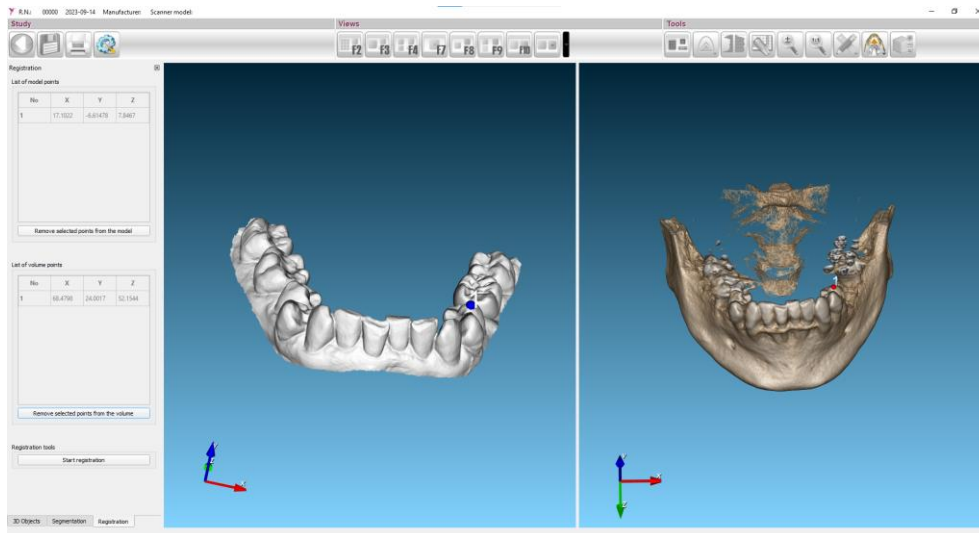 R.N.: 00000 2023-09-14 Manufacturer: Scanner model:
Study
Views
Tools
F2 F3 F4 F7 F8 F9 F10
1:1
Registration
List of model points
No X Y Z
1 17.1022 -6.61478 7.8487
Remove selected points from the model
List of volume points
No X Y Z
1 68.4798 24.0017 52.1544
Remove selected points from the volume
Registration tools
Start registration
3D Objects Segmentation Registration